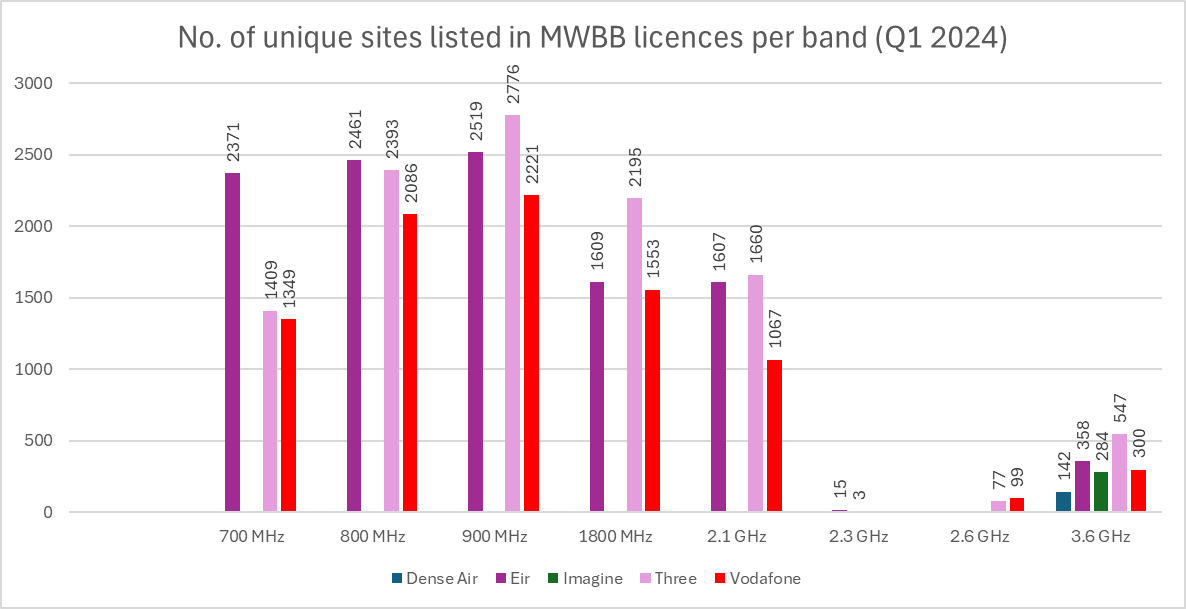 No. of unique sites listed in MWBB licences per band (Q1 2024)
3000
2500
2000
1500
1000
500
0
2371
1409
1349
2461
2393
2086
2519
2776
2221
1609
2195
1553
1607
1660
1067
15
3
77
99
142
358
284
547
300
700 MHz
800 MHz
900 MHz
1800 MHz
2.1 GHz
2.3 GHz
2.6 GHz
3.6 GHz
Dense Air
Eir
Imagine
Three
Vodafone